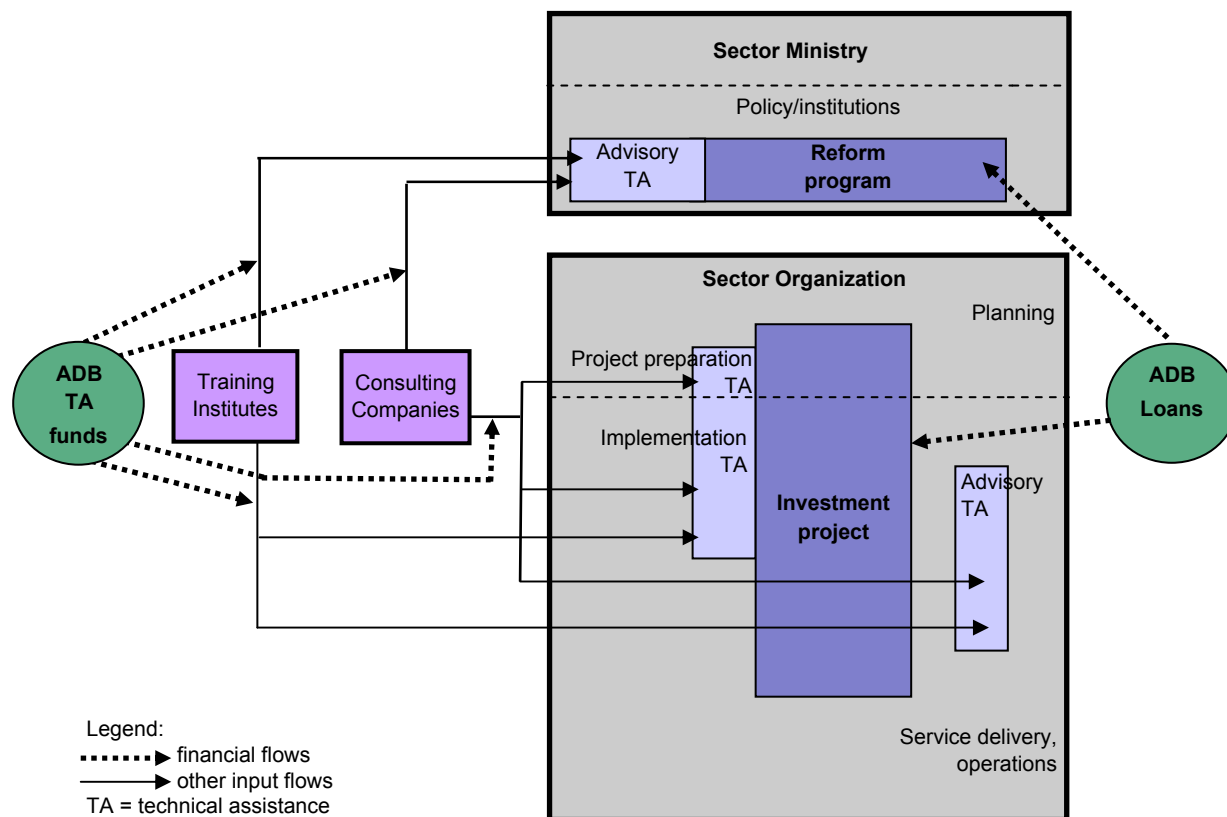 Sector Ministry
Policy/institutions
Advisory
TA
Reform
program
Sector Organization
Planning
Project preparation
TA
Implementation
TA
Investment
project
Advisory
TA
Service delivery,
operations
ADB
TA
funds
Training
Institutes
Consulting
Companies
ADB
Loans
Legend:
financial flows
other input flows
TA = technical assistance